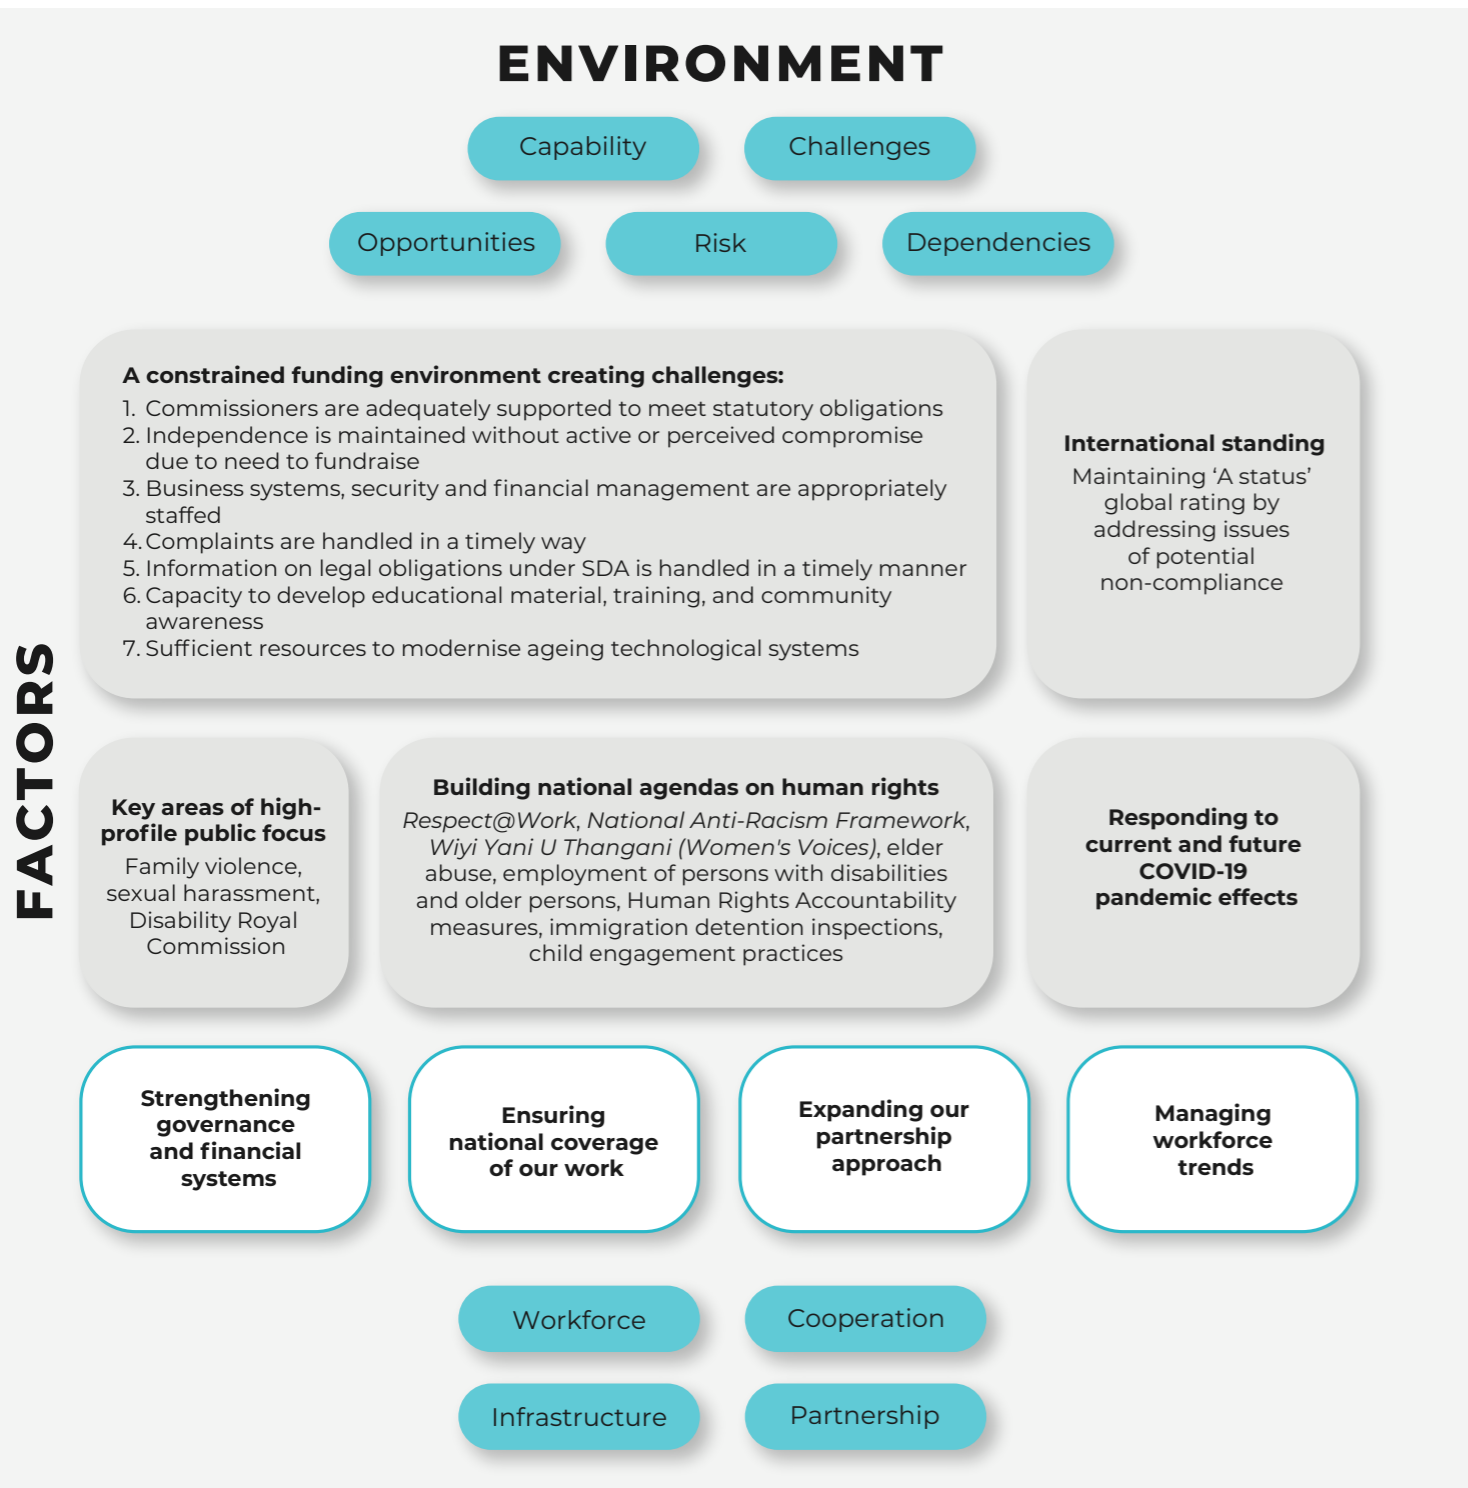 ENVIRONMENT
Capability
Challenges
Opportunities
Risk
Dependencies
FACTORS
A constrained funding environment creating challenges:
1. Commissioners are adequately supported to meet statutory obligations
2. Independence is maintained without active or perceived compromise
due to need to fundraise
3. Business systems, security and financial management are appropriately
staffed
4. Complaints are handled in a timely way
5. Information on legal obligations under SDA is handled in a timely manner
6. Capacity to develop educational material, training, and community
awareness
7. Sufficient resources to modernise ageing technological systems
International standing
Maintaining ‘A status’
global rating by
addressing issues
of potential
non-compliance
Key areas of high-
profile public focus
Family violence,
sexual harassment,
Disability Royal
Commission
Building national agendas on human rights
Respect@Work, National Anti-Racism Framework,
Wiyi Yani U Thangani (Women's Voices), elder
abuse, employment of persons with disabilities
and older persons, Human Rights Accountability
measures, immigration detention inspections,
child engagement practices
Responding to
current and future
COVID-19
pandemic effects
Strengthening
governance
and financial
systems
Ensuring
national coverage
of our work
Expanding our
partnership
approach
Managing
workforce
trends
Workforce
Cooperation
Infrastructure
Partnership